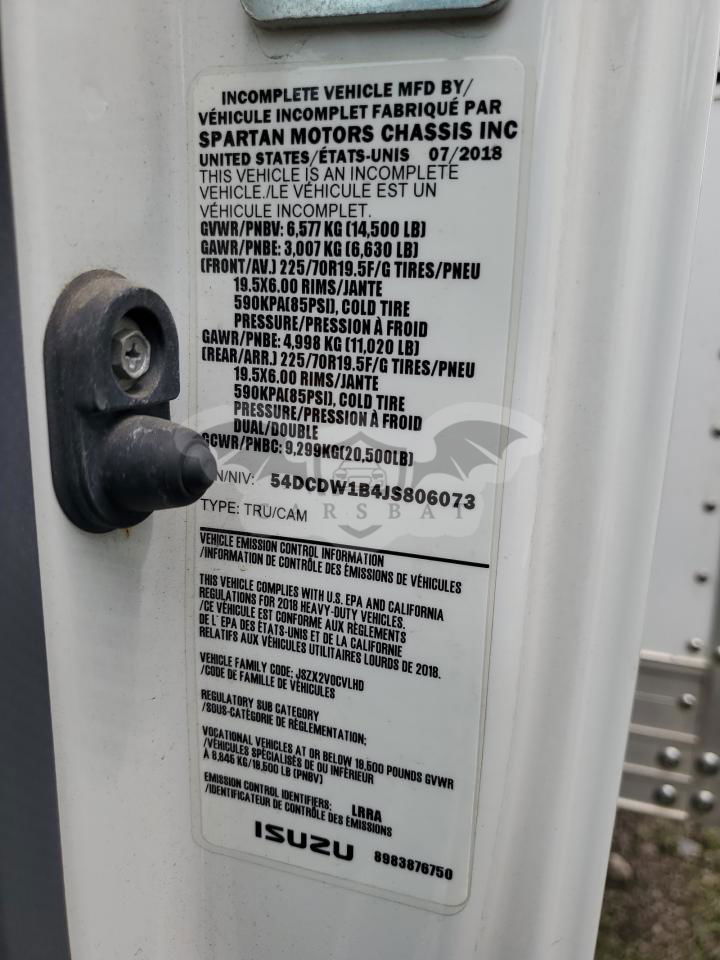 INCOMPLETE VEHICLE MFD BY/
VÉHICULE INCOMPLET FABRIQUÉ PAR
SPARTAN MOTORS CHASSIS INC
UNITED STATES/ÉTATS-UNIS 07/2018
THIS VEHICLE IS AN INCOMPLETE
VEHICLE./LE VÉHICULE EST UN
VÉHICULE INCOMPLET.
GVWR/PNBV: 6,577 KG (14,500 LB)
GAWR/PNBE: 3,007 KG (6,630 LB)
(FRONT/AV.) 225/70R19.5F/G TIRES/PNEU
19.5X6.00 RIMS/JANTE
590KPA(85PSI), COLD TIRE
PRESSURE/PRESSION À FROID
GAWR/PNBE: 4,998 KG (11,020 LB)
(REAR/ARR.) 225/70R19.5F/G TIRES/PNEU
19.5X6.00 RIMS/JANTE
590KPA(85PSI), COLD TIRE
PRESSURE/PRESSION À FROID
DUAL/DOUBLE
GCWR/PNBC: 9,299KG(20,500LB)
N/NIV: 54DCDW1B4JS806073
CARSBAT
TYPE: TRU/CAM
VEHICLE EMISSION CONTROL INFORMATION
/INFORMATION DE CONTRÔLE DES ÉMISSIONS DE VÉHICULES
THIS VEHICLE COMPLIES WITH U.S. EPA AND CALIFORNIA
REGULATIONS FOR 2018 HEAVY-DUTY VEHICLES.
/CE VÉHICULE EST CONFORME AUX RÈGLEMENTS
DE L'EPA DES ÉTATS-UNIS ET DE LA CALIFORNIE
RELATIFS AUX VÉHICULES UTILITAIRES LOURDS DE 2018.
VEHICLE FAMILY CODE: JSZX2VOCVLHD
/CODE DE FAMILLE DE VÉHICULES
REGULATORY SUB CATEGORY
/SOUS-CATÉGORIE DE RÈGLEMENTATION:
VOCATIONAL VEHICLES AT OR BELOW 19,500 POUNDS GVWR
/VÉHICULES SPÉCIALISÉS DE OU INFÉRIEUR
À 8,845 KG/19,500 LB (PNBV)
EMISSION CONTROL IDENTIFIERS: LRRA
/IDENTIFICATEUR DE CONTRÔLE DES ÉMISSIONS
ISUZU 8983876750